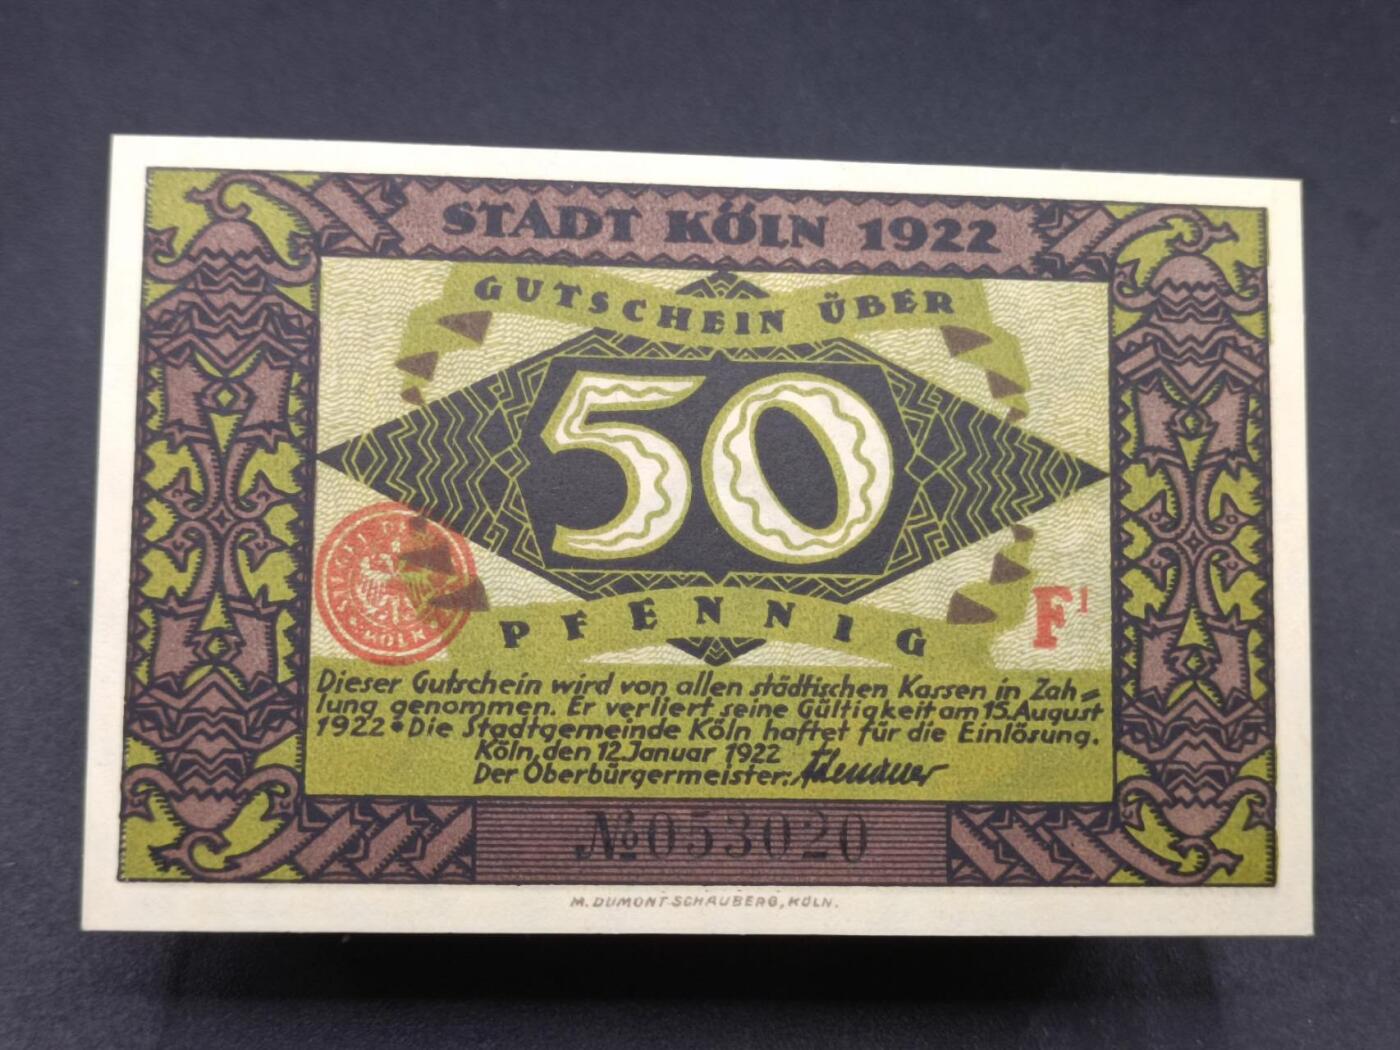 STADT KÖLN 1922
GUTSCHEIN ÜBER
50
PFENNIG
F¹
KÖLN
Dieser Gutschein wird von allen städtischen Kassen in Zah=
lung genommen. Er verliert seine Gültigkeit am 15. August
1922 • Die Stadtgemeinde Köln haftet für die Einlösung.
Köln, den 12. Januar 1922
Der Oberbürgermeister:
№ 053020
M. DUMONT SCHAUBERG, KÖLN.